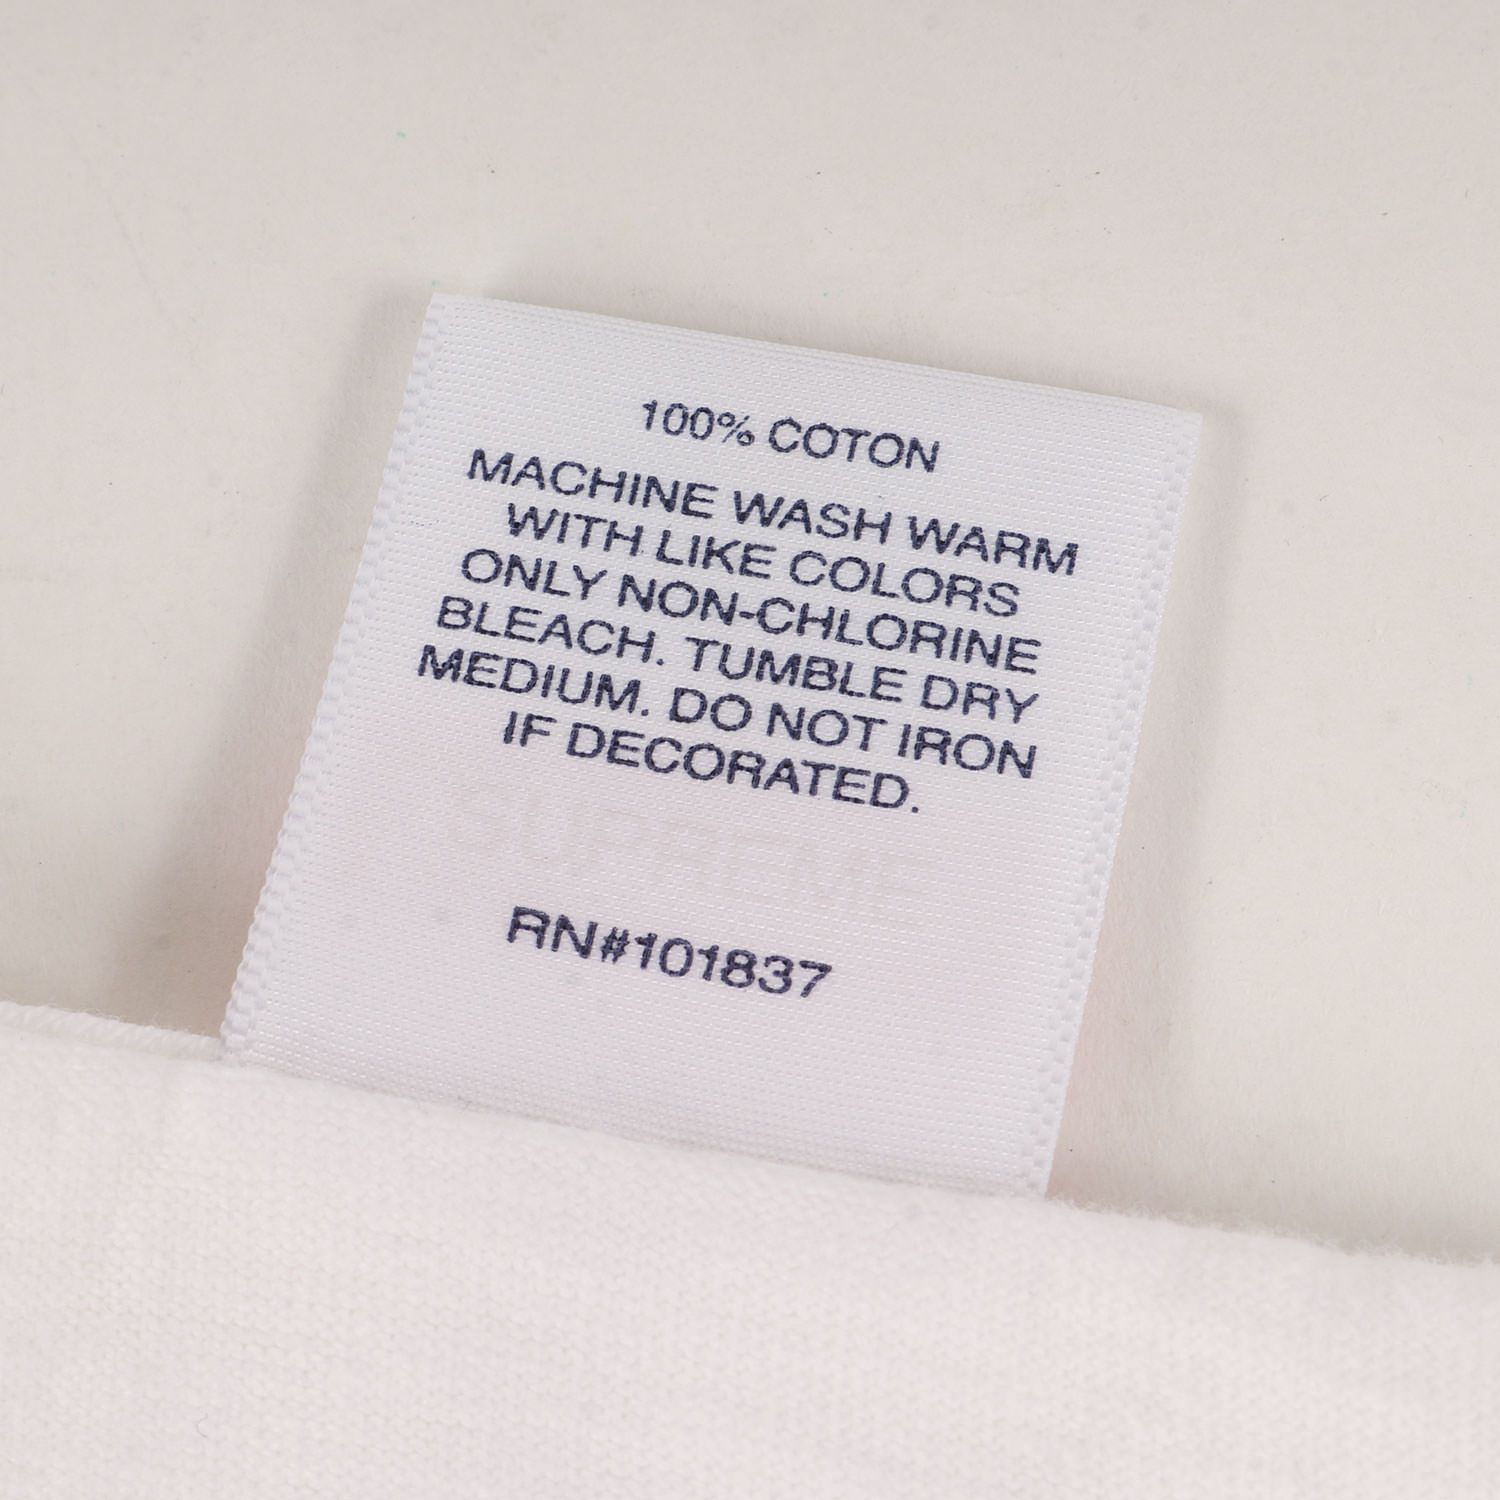 100% COTON
MACHINE WASH WARM
WITH LIKE COLORS
ONLY NON-CHLORINE
BLEACH. TUMBLE DRY
MEDIUM. DO NOT IRON
IF DECORATED.
RN#101837